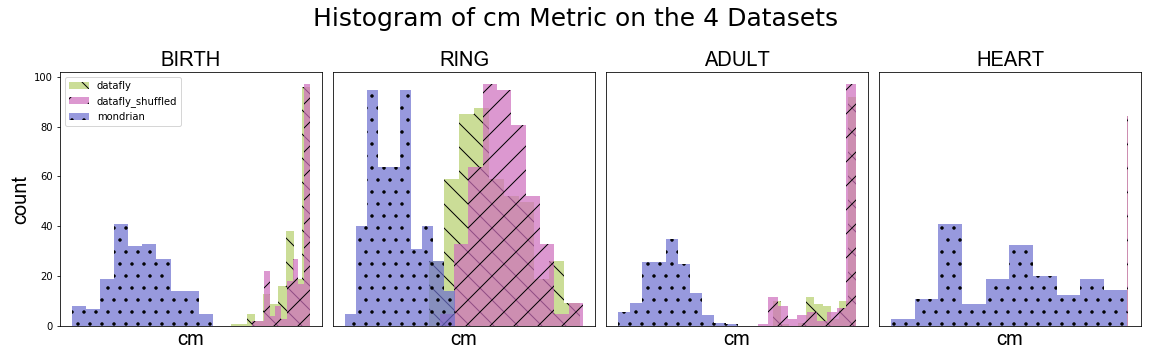 Histogram of cm Metric on the 4 Datasets
BIRTH
RING
ADULT
HEART
100
80
60
40
20
0
count
datafly
datafly_shuffled
mondrian
cm
cm
cm
cm